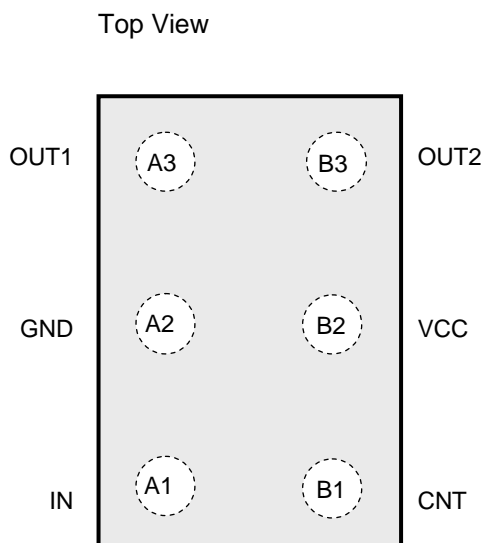 Top View
OUT1 A3 B3 OUT2
GND A2 B2 VCC
IN A1 B1 CNT